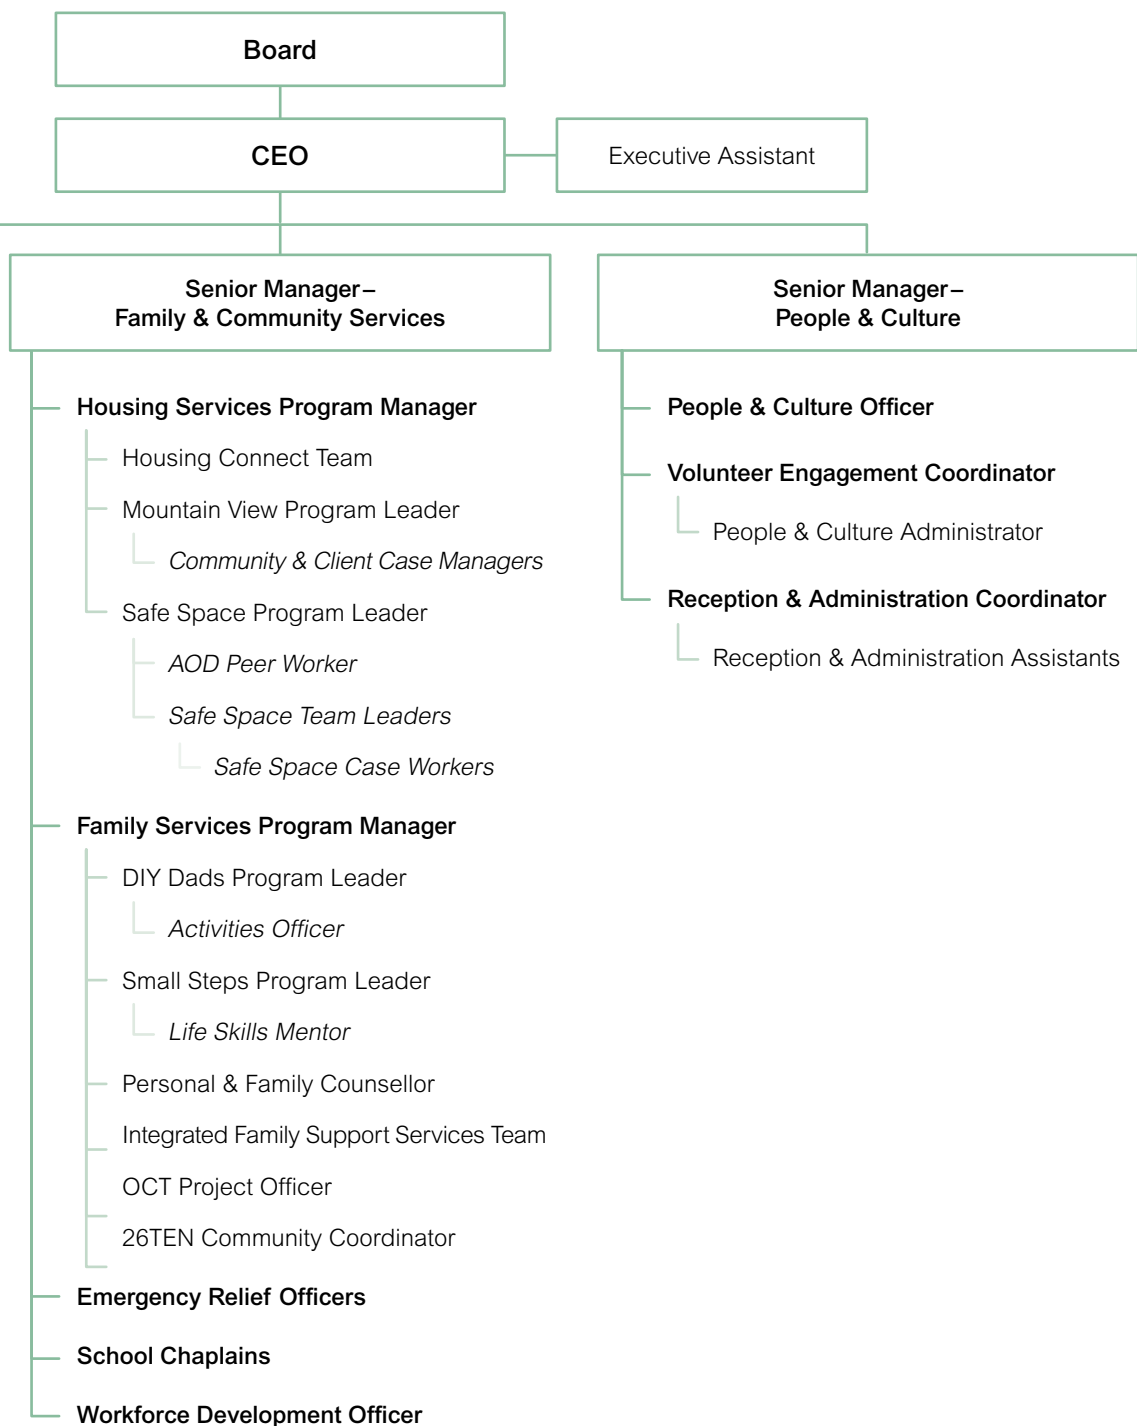 Board
CEO
Executive Assistant
Senior Manager–
Family & Community Services
Housing Services Program Manager
Housing Connect Team
Mountain View Program Leader
Community & Client Case Managers
Safe Space Program Leader
AOD Peer Worker
Safe Space Team Leaders
Safe Space Case Workers
Family Services Program Manager
DIY Dads Program Leader
Activities Officer
Small Steps Program Leader
Life Skills Mentor
Personal & Family Counsellor
Integrated Family Support Services Team
OCT Project Officer
26TEN Community Coordinator
Emergency Relief Officers
School Chaplains
Workforce Development Officer
Senior Manager–
People & Culture
People & Culture Officer
Volunteer Engagement Coordinator
People & Culture Administrator
Reception & Administration Coordinator
Reception & Administration Assistants